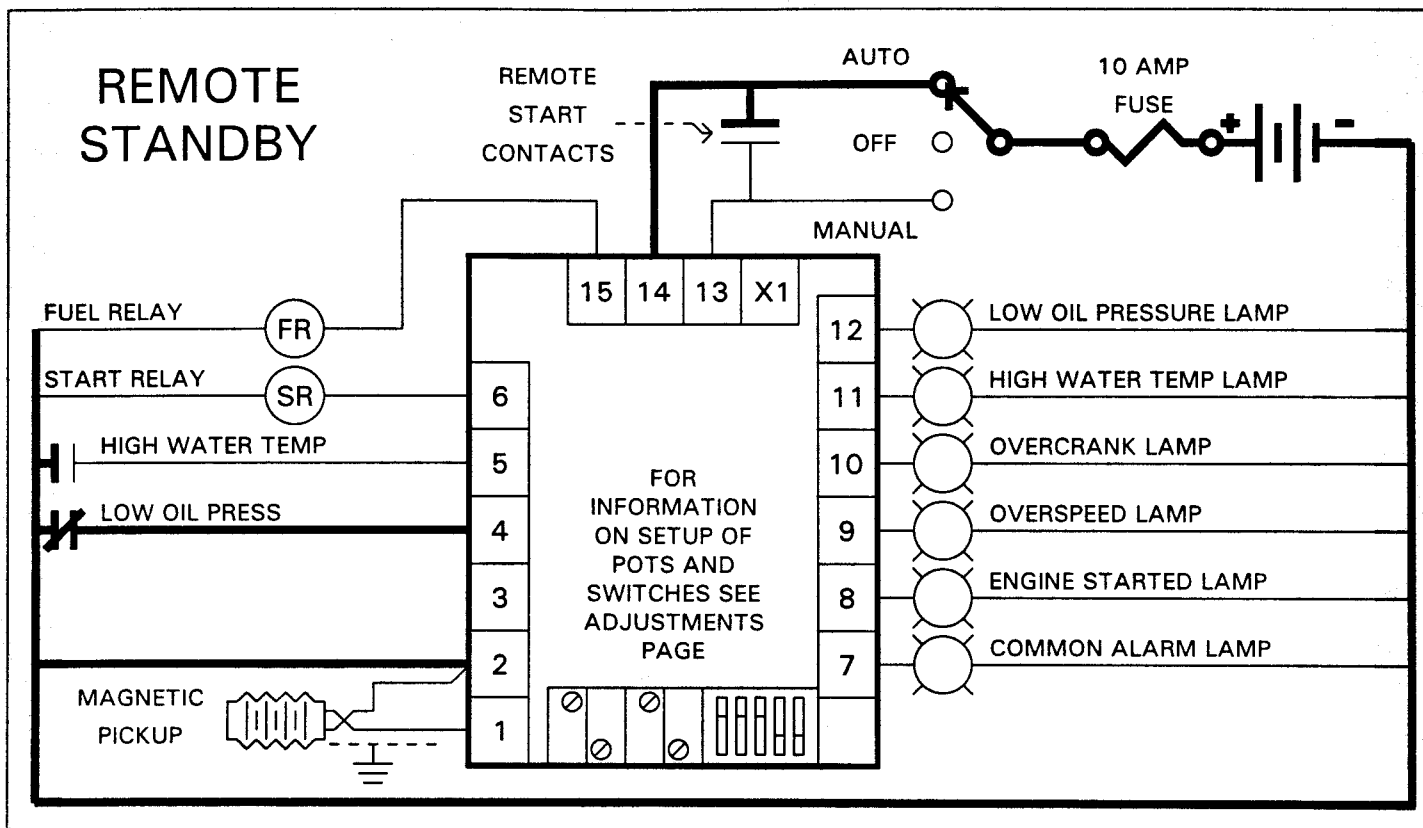 REMOTE
STANDBY
REMOTE
START
CONTACTS
AUTO
OFF
MANUAL
10 AMP
FUSE
+
-
15
14
13
X1
FUEL RELAY
FR
START RELAY
SR
HIGH WATER TEMP
LOW OIL PRESS
MAGNETIC
PICKUP
6
5
4
3
2
1
FOR
INFORMATION
ON SETUP OF
POTS AND
SWITCHES SEE
ADJUSTMENTS
PAGE
12
LOW OIL PRESSURE LAMP
11
HIGH WATER TEMP LAMP
10
OVERCRANK LAMP
9
OVERSPEED LAMP
8
ENGINE STARTED LAMP
7
COMMON ALARM LAMP